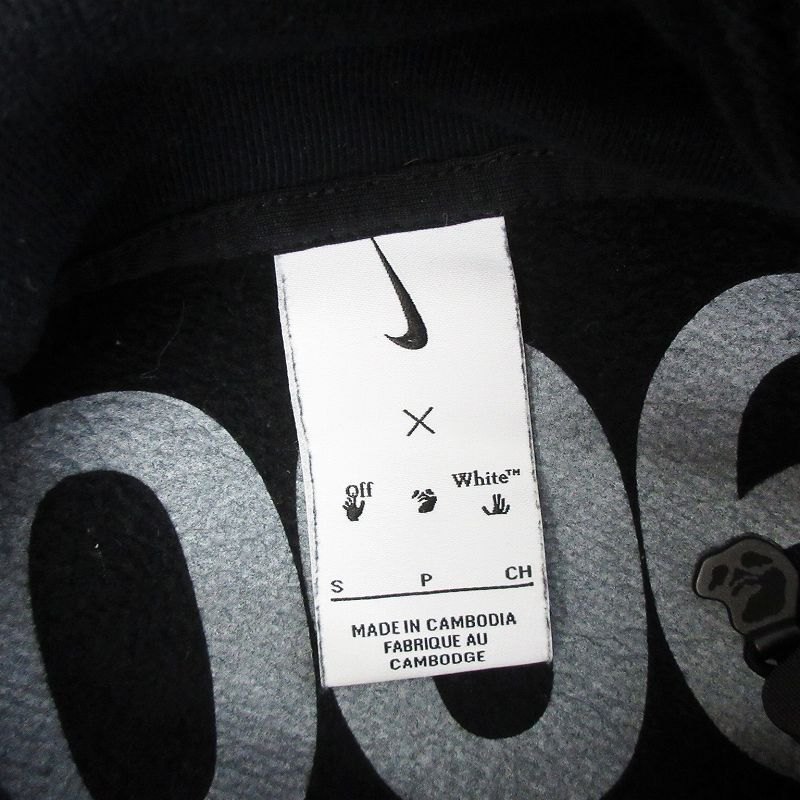 ×
Off White™
S P CH
MADE IN CAMBODIA
FABRIQUE AU
CAMBODGE